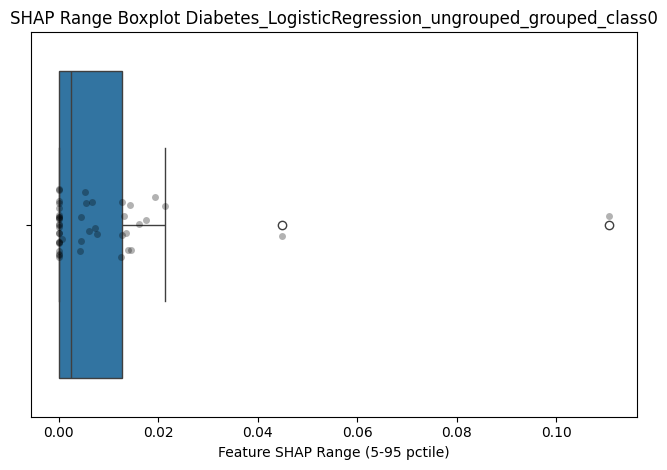 SHAP Range Boxplot Diabetes_LogisticRegression_ungrouped_grouped_class0
0.00 0.02 0.04 0.06 0.08 0.10
Feature SHAP Range (5-95 pctile)